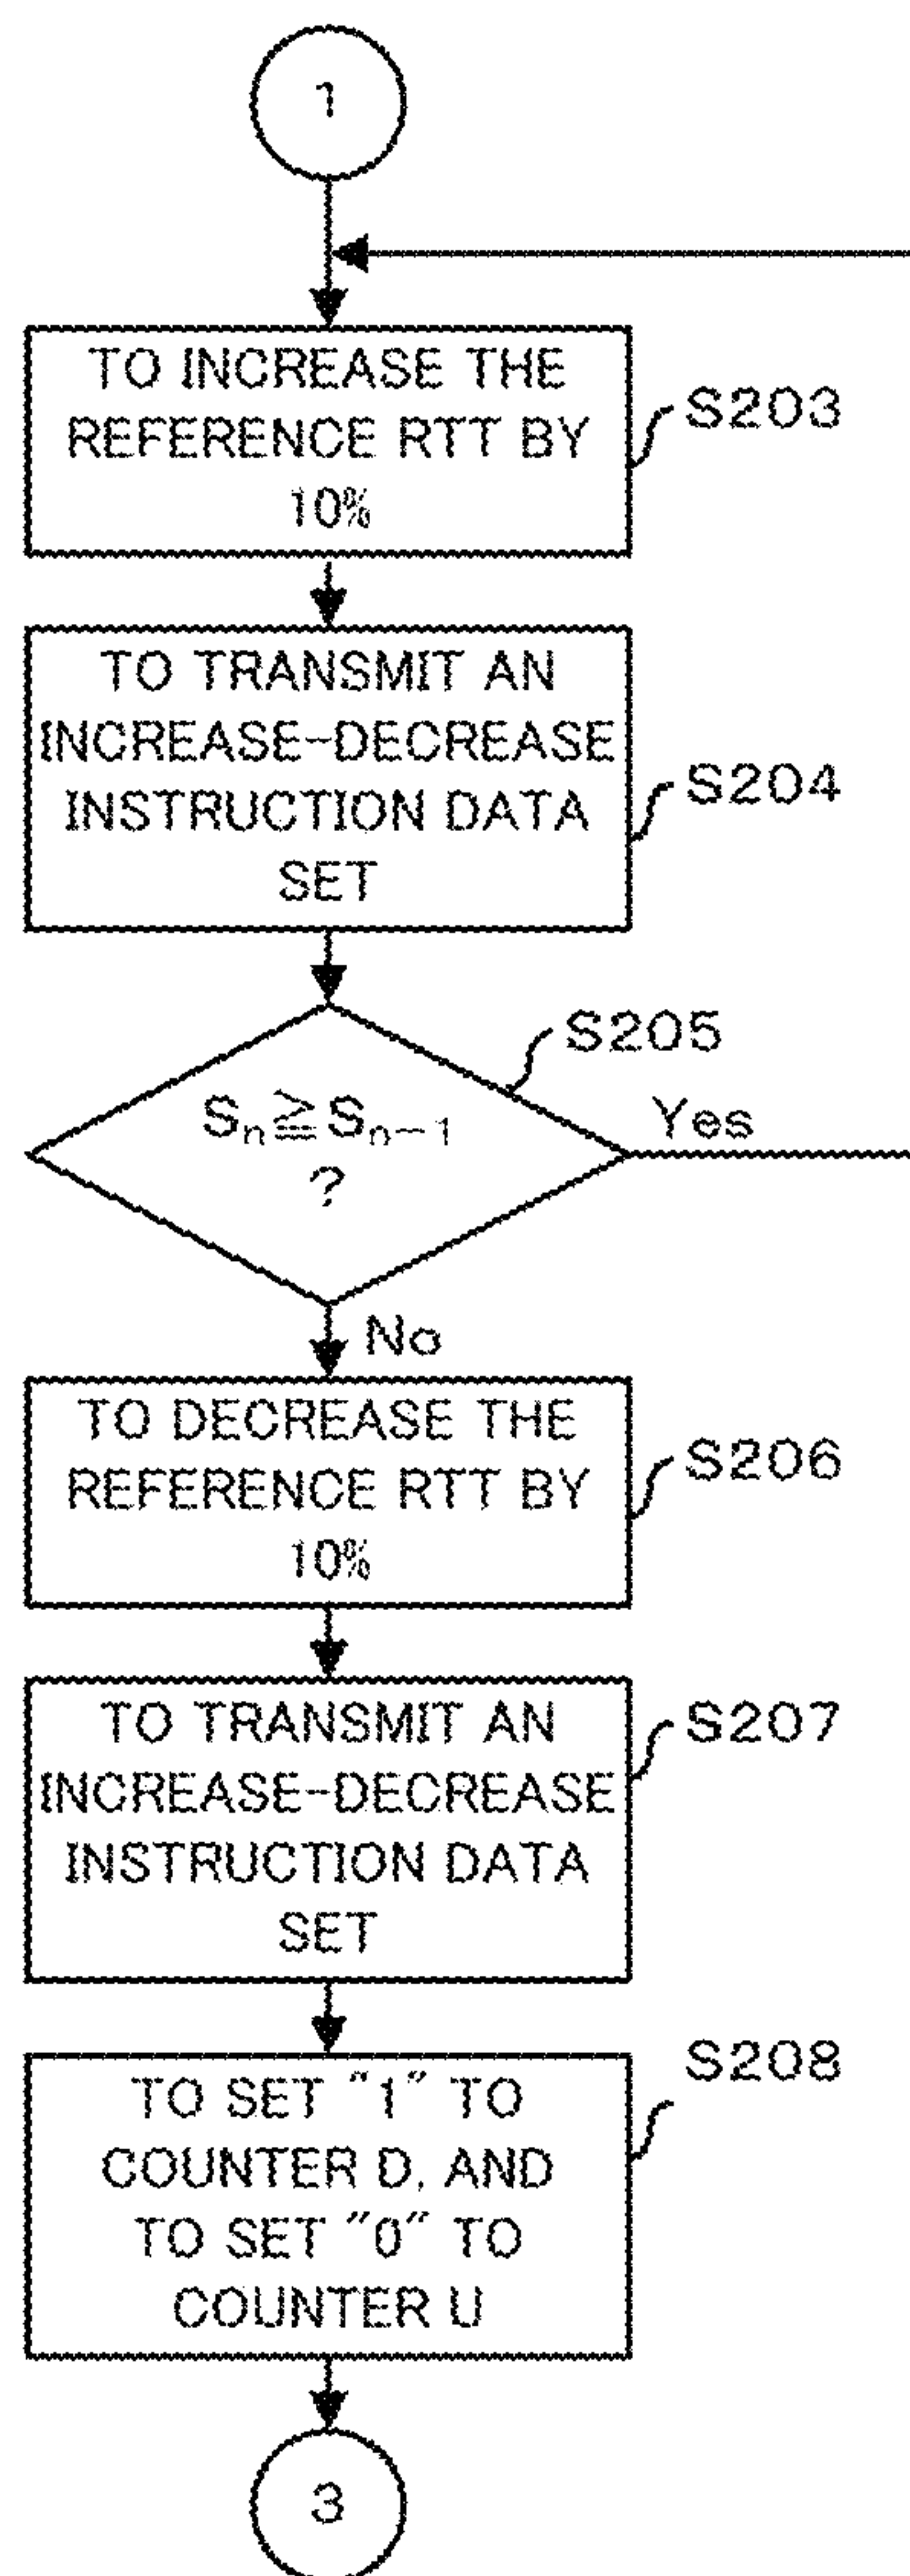 1
TO INCREASE THE
REFERENCE RTT BY
10%
S203
TO TRANSMIT AN
INCREASE-DECREASE
INSTRUCTION DATA
SET
S204
S205
Sₙ≧Sₙ₋₁
?
Yes
No
TO DECREASE THE
REFERENCE RTT BY
10%
S206
TO TRANSMIT AN
INCREASE-DECREASE
INSTRUCTION DATA
SET
S207
TO SET "1" TO
COUNTER D, AND
TO SET "0" TO
COUNTER U
S208
3